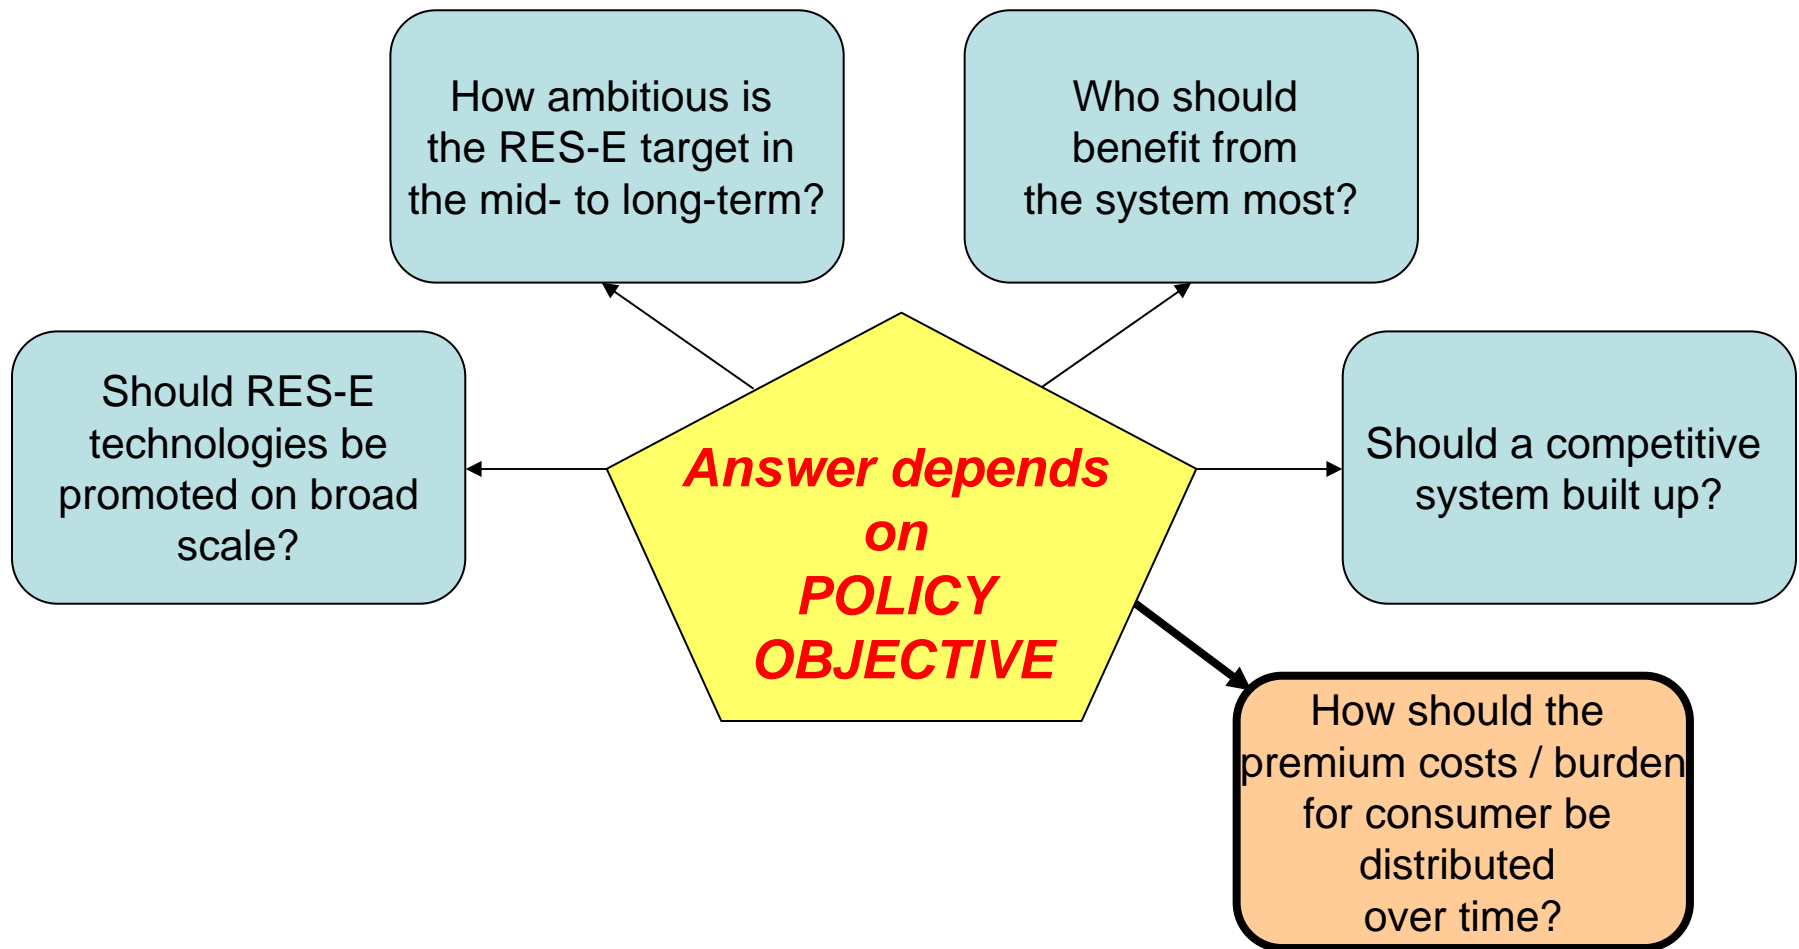 How ambitious is
the RES-E target in
the mid- to long-term?
Who should
benefit from
the system most?
Should RES-E
technologies be
promoted on broad
scale?
Answer depends
on
POLICY
OBJECTIVE
Should a competitive
system built up?
How should the
premium costs / burden
for consumer be
distributed
over time?